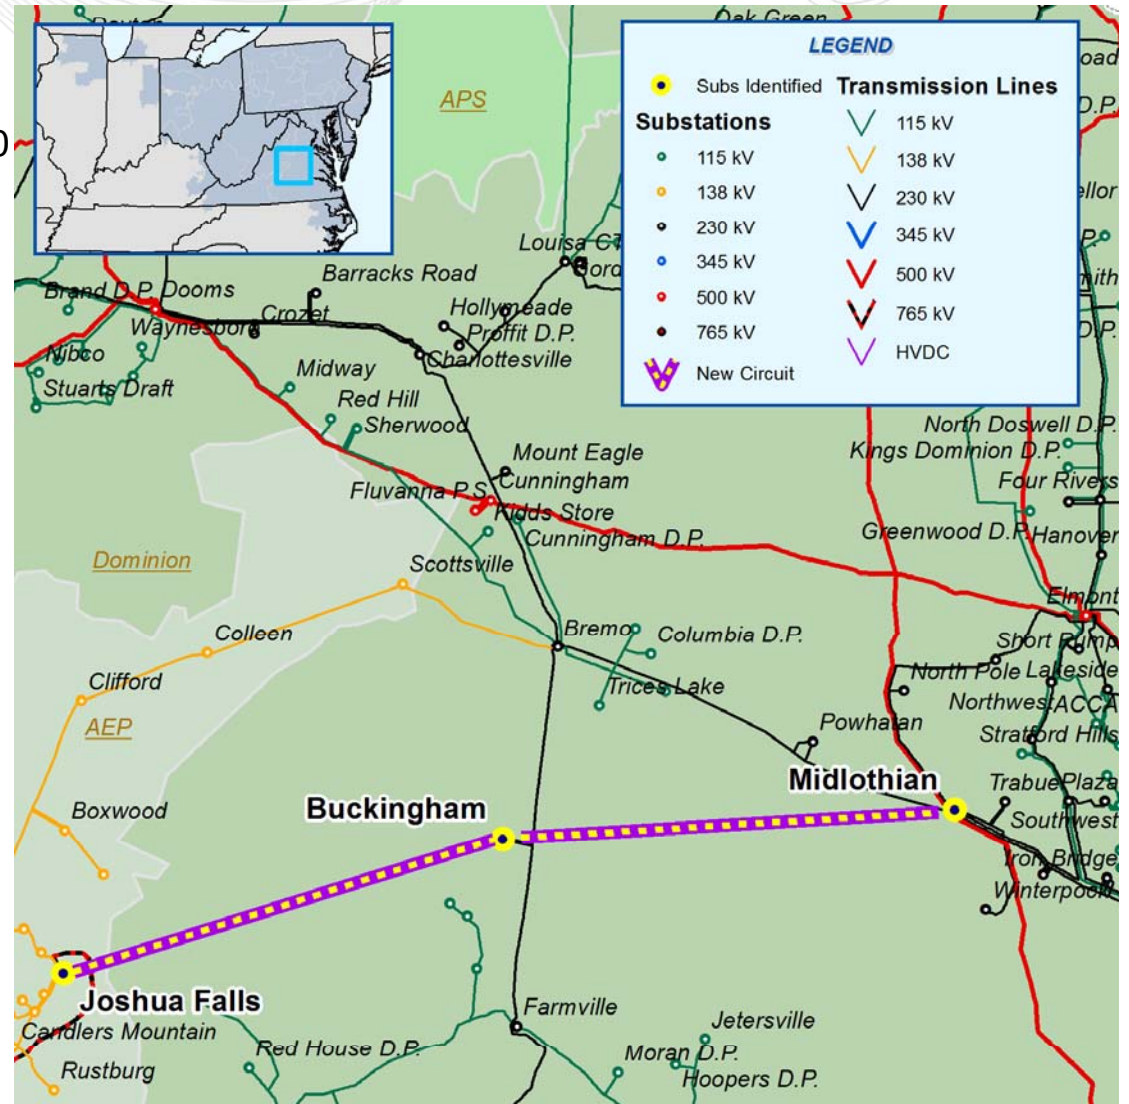 0
Oak Green
APS
LEGEND
Subs Identified
Transmission Lines
Substations
115 kV
138 kV
230 kV
345 kV
500 kV
765 kV
New Circuit
115 kV
138 kV
230 kV
345 kV
500 kV
765 kV
HVDC
Louisa CT
Barracks Road
Brand D.P.
Dooms
Hollymeade
Waynesboro
Crozet
Proffit D.P.
Charlottesville
Nibco
Midway
Stuarts Draft
Red Hill
Sherwood
North Doswell D.P.
Kings Dominion D.P.
Mount Eagle
Cunningham
Four Rivers
Fluvanna P.S.
Kidds Store
Greenwood D.P.
Hanover
Cunningham D.P.
Dominion
Scottsville
Elmont
Colleen
Bremo
Columbia D.P.
Short Pump
North Pole
Lakeside
Clifford
Trices Lake
Northwest
ACCA
AEP
Powhatan
Stratford Hills
Midlothian
Trabue
Plaza
Buckingham
Boxwood
Southwest
Iron Bridge
Winterpock
Joshua Falls
Farmville
Candlers Mountain
Jetersville
Red House D.P.
Moran D.P.
Rustburg
Hoopers D.P.